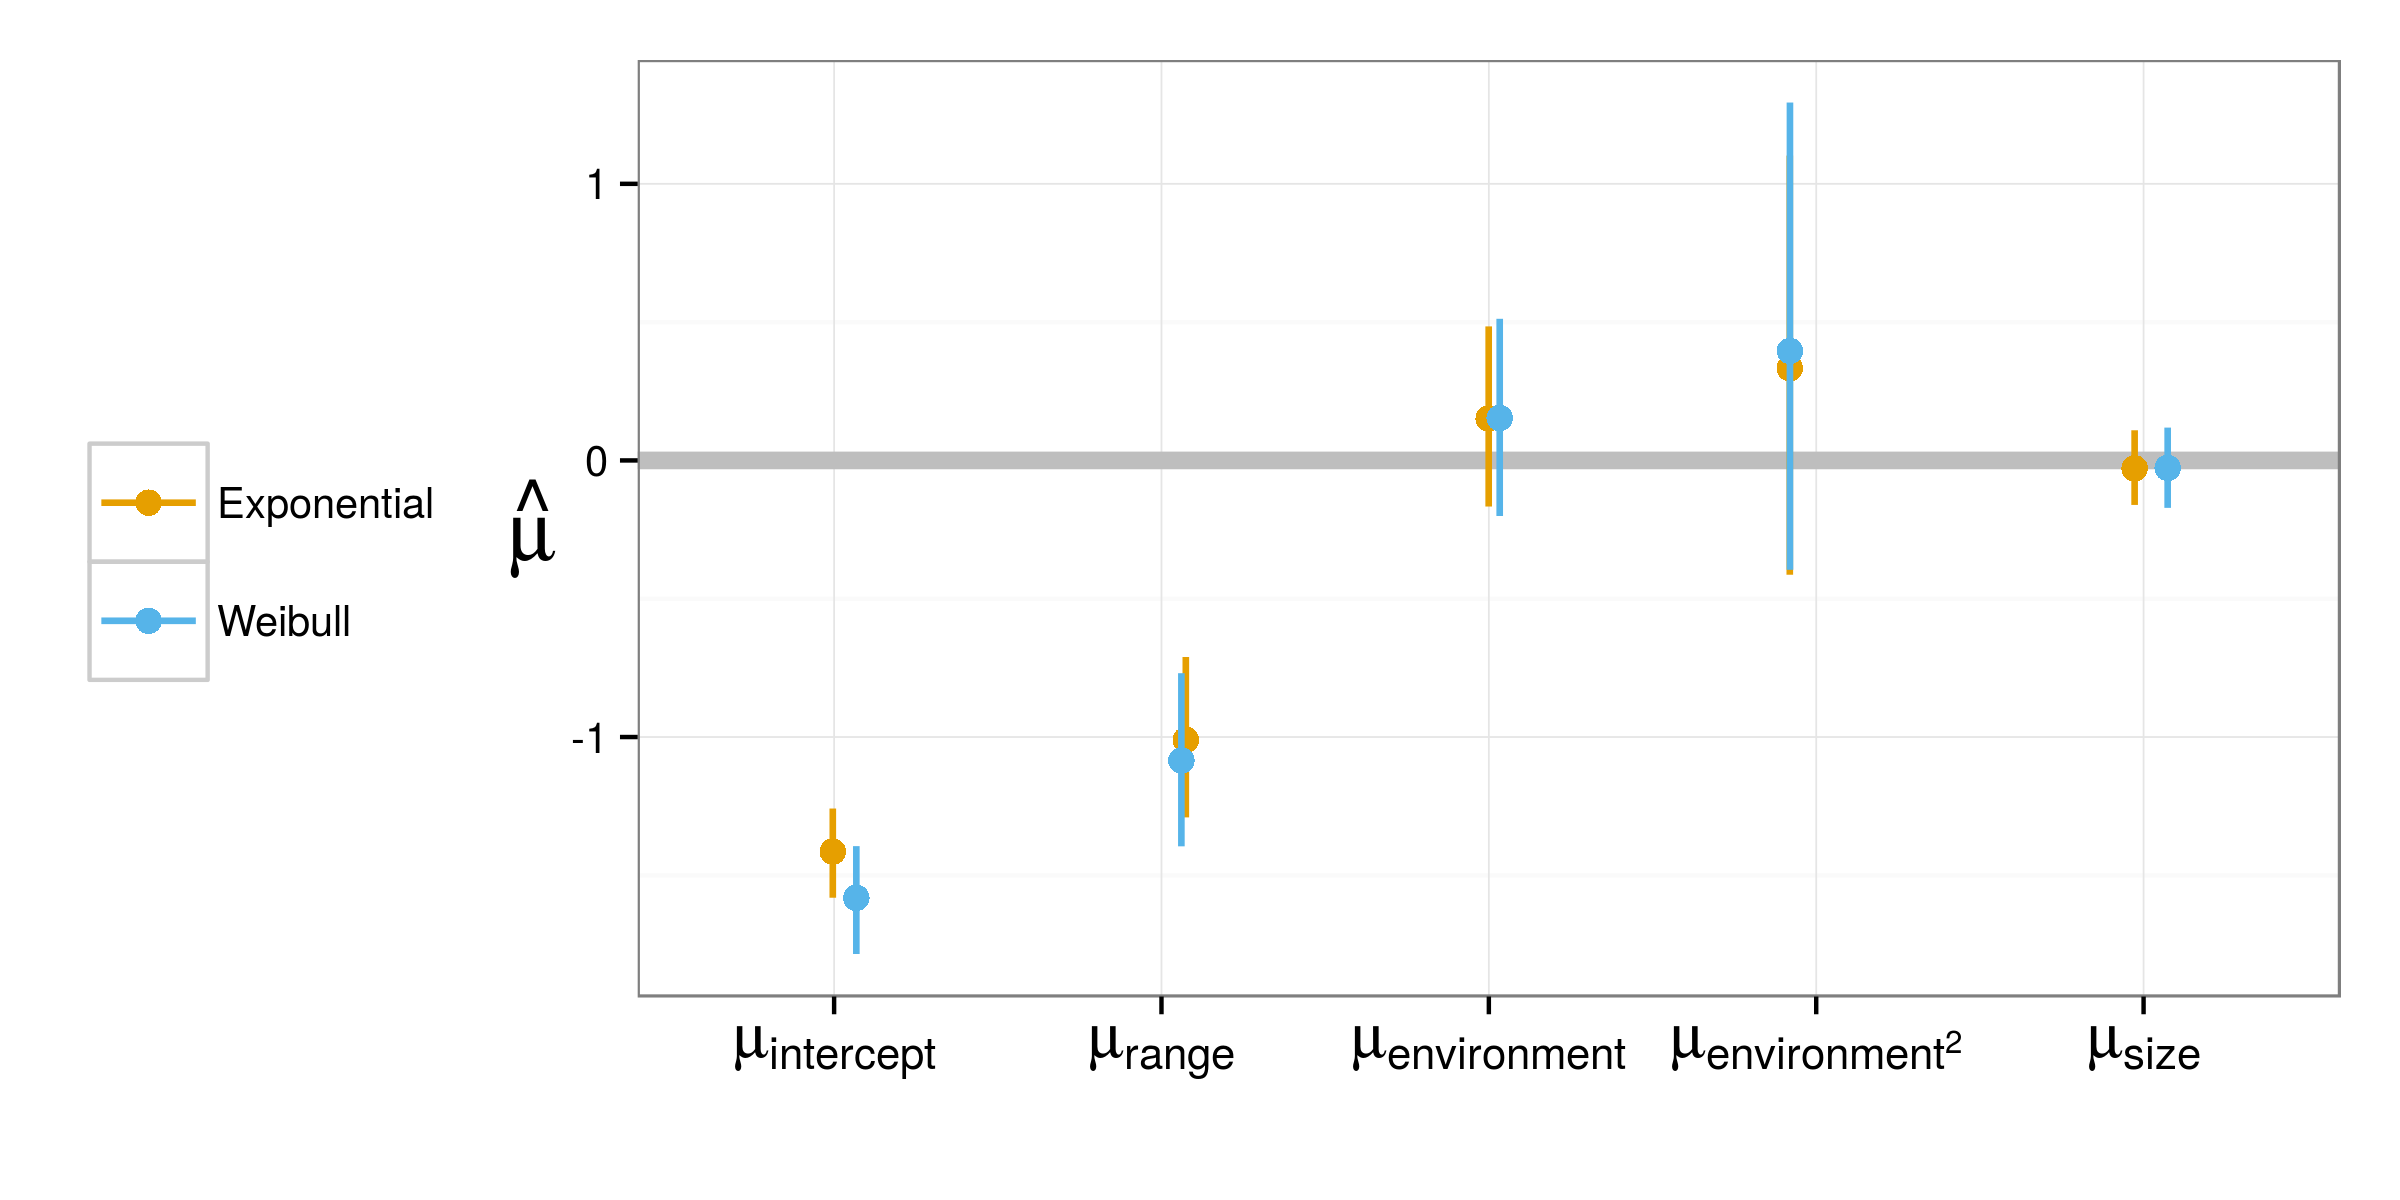 Exponential
Weibull
μ̂
1
0
-1
μintercept
μrange
μenvironment
μenvironment²
μsize